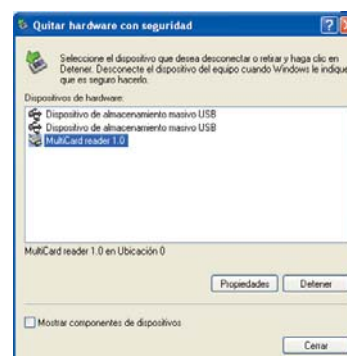 Quitar hardware con seguridad
Seleccione el dispositivo que desea desconectar o retirar y haga clic en
Detener. Desconecte el dispositivo del equipo cuando Windows le indique
que es seguro hacerlo.
Dispositivos de hardware:
Dispositivo de almacenamiento masivo USB
Dispositivo de almacenamiento masivo USB
MultiCard reader 1.0
MultiCard reader 1.0 en Ubicación 0
Propiedades Detener
Mostrar componentes de dispositivos
Cerrar